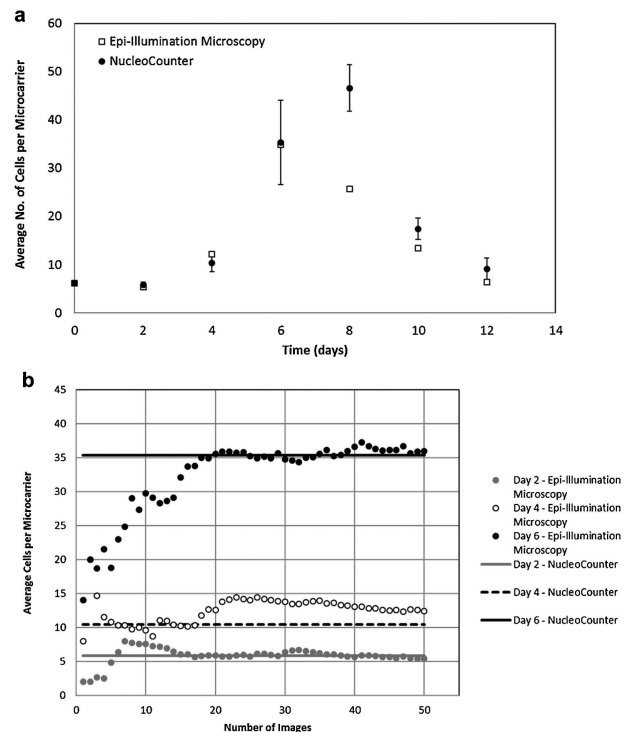 a
Epi-Illumination Microscopy
NucleoCounter
Average No. of Cells per Microcarrier
60
50
40
30
20
10
0
0 2 4 6 8 10 12 14
Time (days)
b
Average Cells per Microcarrier
45
40
35
30
25
20
15
10
5
0
0 10 20 30 40 50
Number of Images
Day 2 - Epi-Illumination
Microscopy
Day 4 - Epi-Illumination
Microscopy
Day 6 - Epi-Illumination
Microscopy
Day 2 - NucleoCounter
Day 4 - NucleoCounter
Day 6 - NucleoCounter